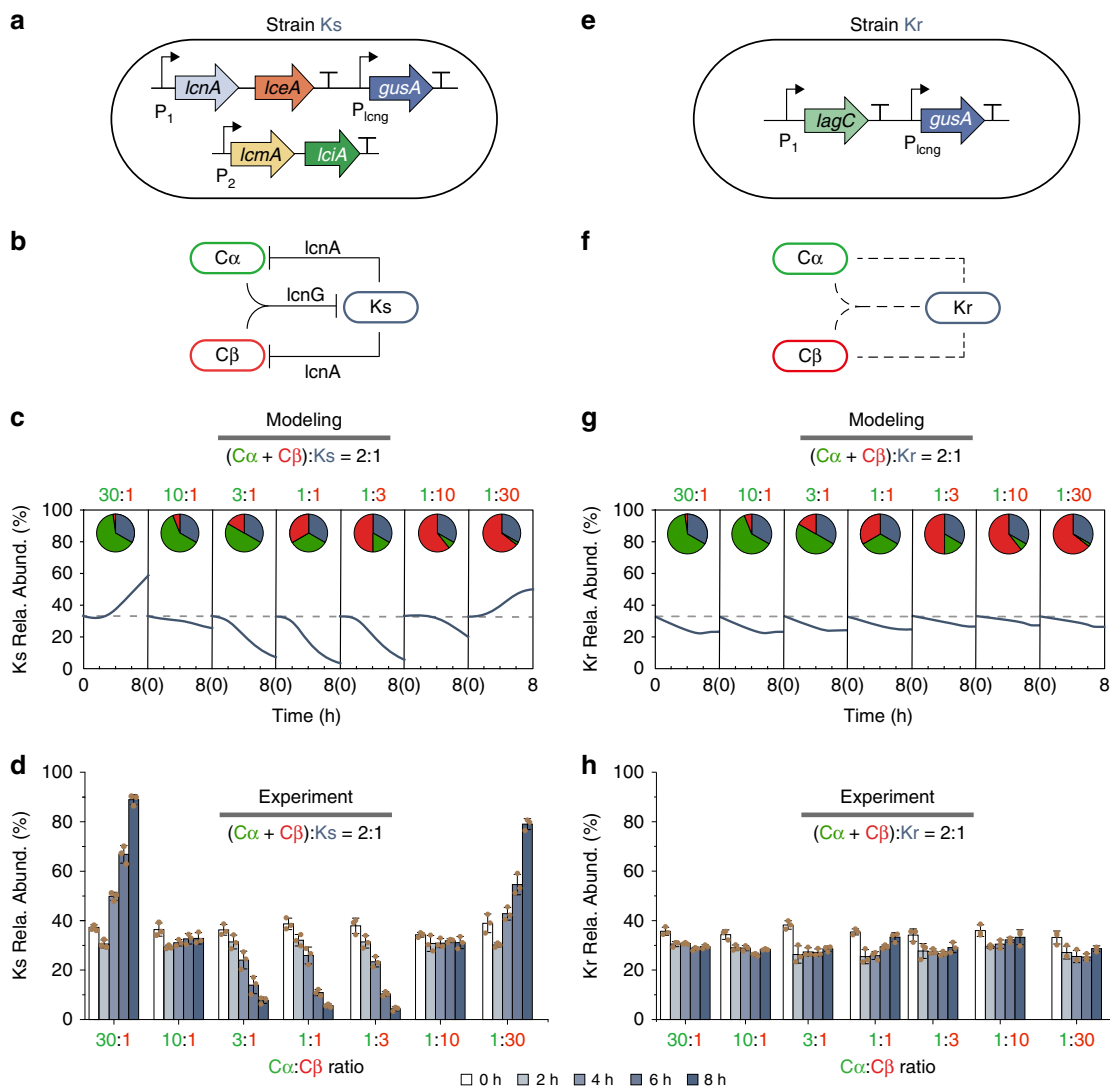 a
Strain Ks
lcnA
lceA
gusA
P1
Plcng
lcmA
lciA
P2
b
Cα
lcnA
lcnG
Ks
Cβ
lcnA
c
Modeling
(Cα + Cβ):Ks = 2:1
30:1 10:1 3:1 1:1 1:3 1:10 1:30
Ks Rela. Abund. (%)
100
80
60
40
20
0
0 8(0) 8(0) 8(0) 8(0) 8(0) 8(0) 8
Time (h)
d
Experiment
(Cα + Cβ):Ks = 2:1
Ks Rela. Abund. (%)
100
80
60
40
20
0
30:1 10:1 3:1 1:1 1:3 1:10 1:30
Cα:Cβ ratio
e
Strain Kr
lagC
gusA
P1
Plcng
f
Cα
Kr
Cβ
g
Modeling
(Cα + Cβ):Kr = 2:1
30:1 10:1 3:1 1:1 1:3 1:10 1:30
Kr Rela. Abund. (%)
100
80
60
40
20
0
0 8(0) 8(0) 8(0) 8(0) 8(0) 8(0) 8
Time (h)
h
Experiment
(Cα + Cβ):Kr = 2:1
Kr Rela. Abund. (%)
100
80
60
40
20
0
30:1 10:1 3:1 1:1 1:3 1:10 1:30
Cα:Cβ ratio
0 h 2 h 4 h 6 h 8 h